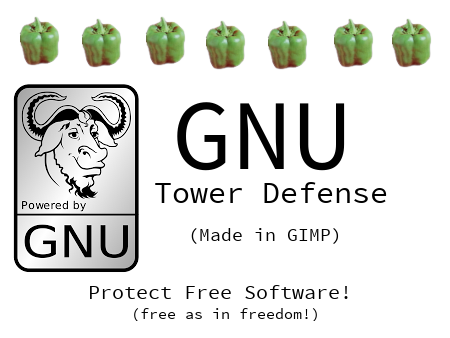 GNU
Tower Defense
(Made in GIMP)
Powered by
GNU
Protect Free Software!
(free as in freedom!)